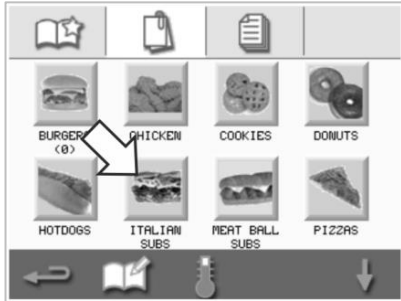 BURGERS CHICKEN COOKIES DONUTS
(0)
HOTDOGS ITALIAN MEAT BALL PIZZAS
SUBS SUBS